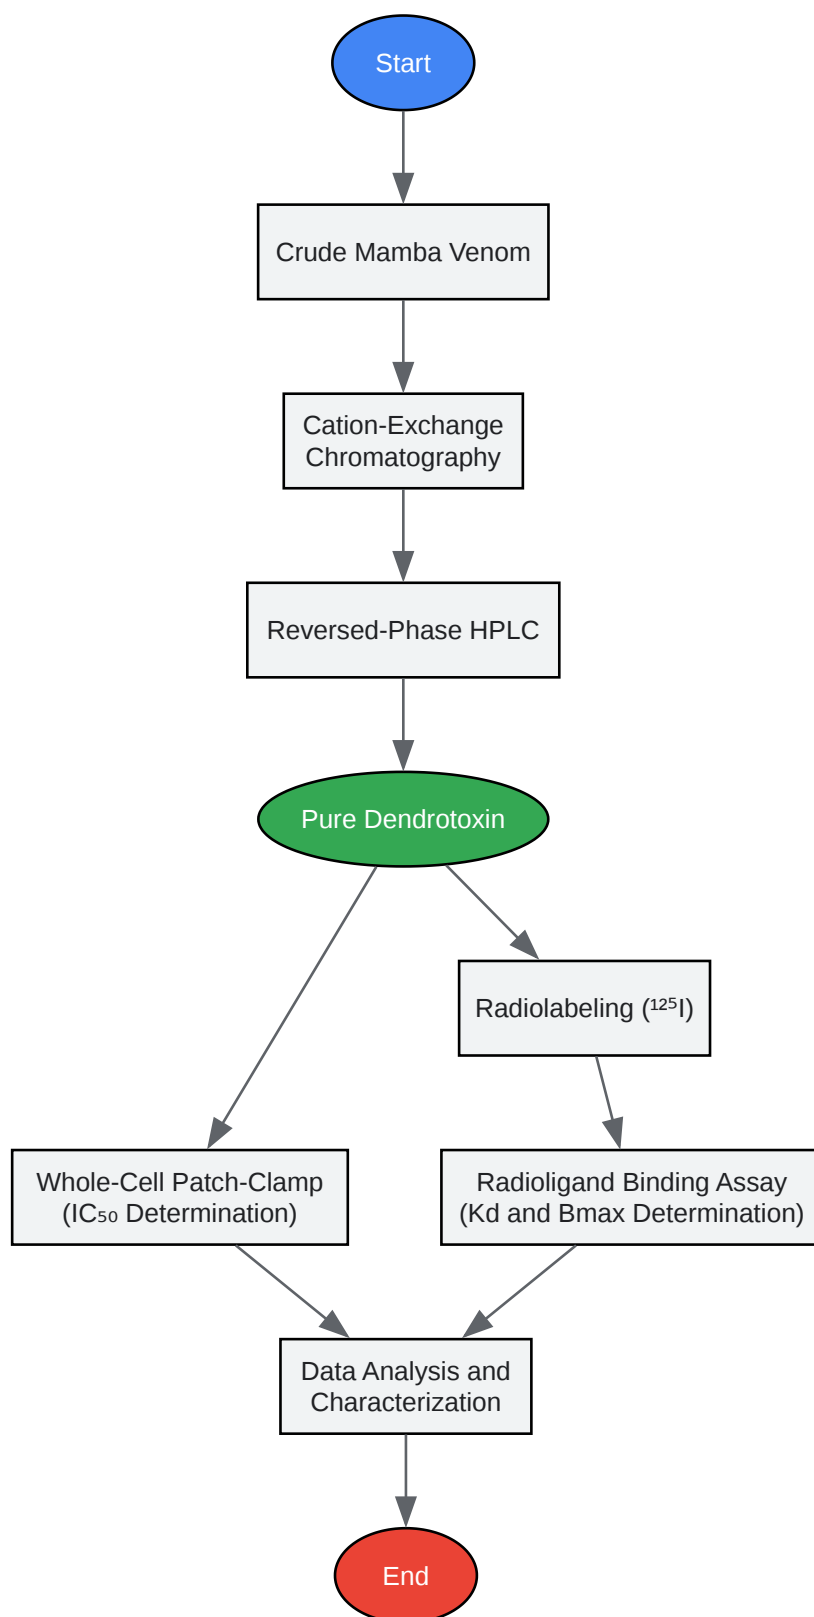 Start
Crude Mamba Venom
Cation-Exchange
Chromatography
Reversed-Phase HPLC
Pure Dendrotoxin
Radiolabeling (¹²⁵I)
Whole-Cell Patch-Clamp
(IC₅₀ Determination)
Radioligand Binding Assay
(Kd and Bmax Determination)
Data Analysis and
Characterization
End